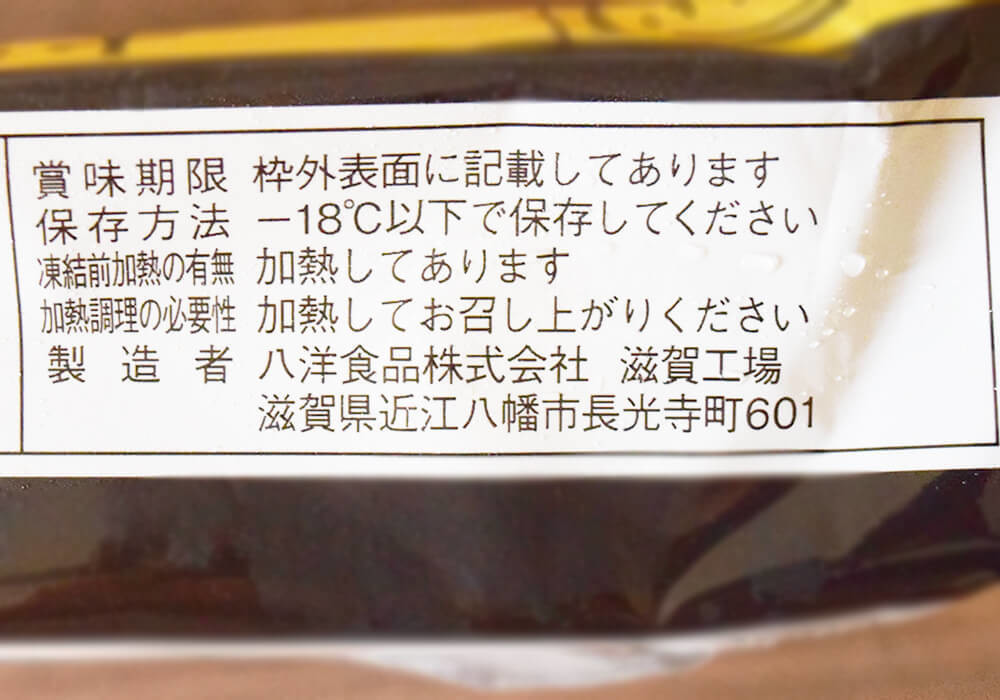 賞味期限 枠外表面に記載してあります
保存方法 −18℃以下で保存してください
凍結前加熱の有無 加熱してあります
加熱調理の必要性 加熱してお召し上がりください
製造者 八洋食品株式会社 滋賀工場
滋賀県近江八幡市長光寺町601